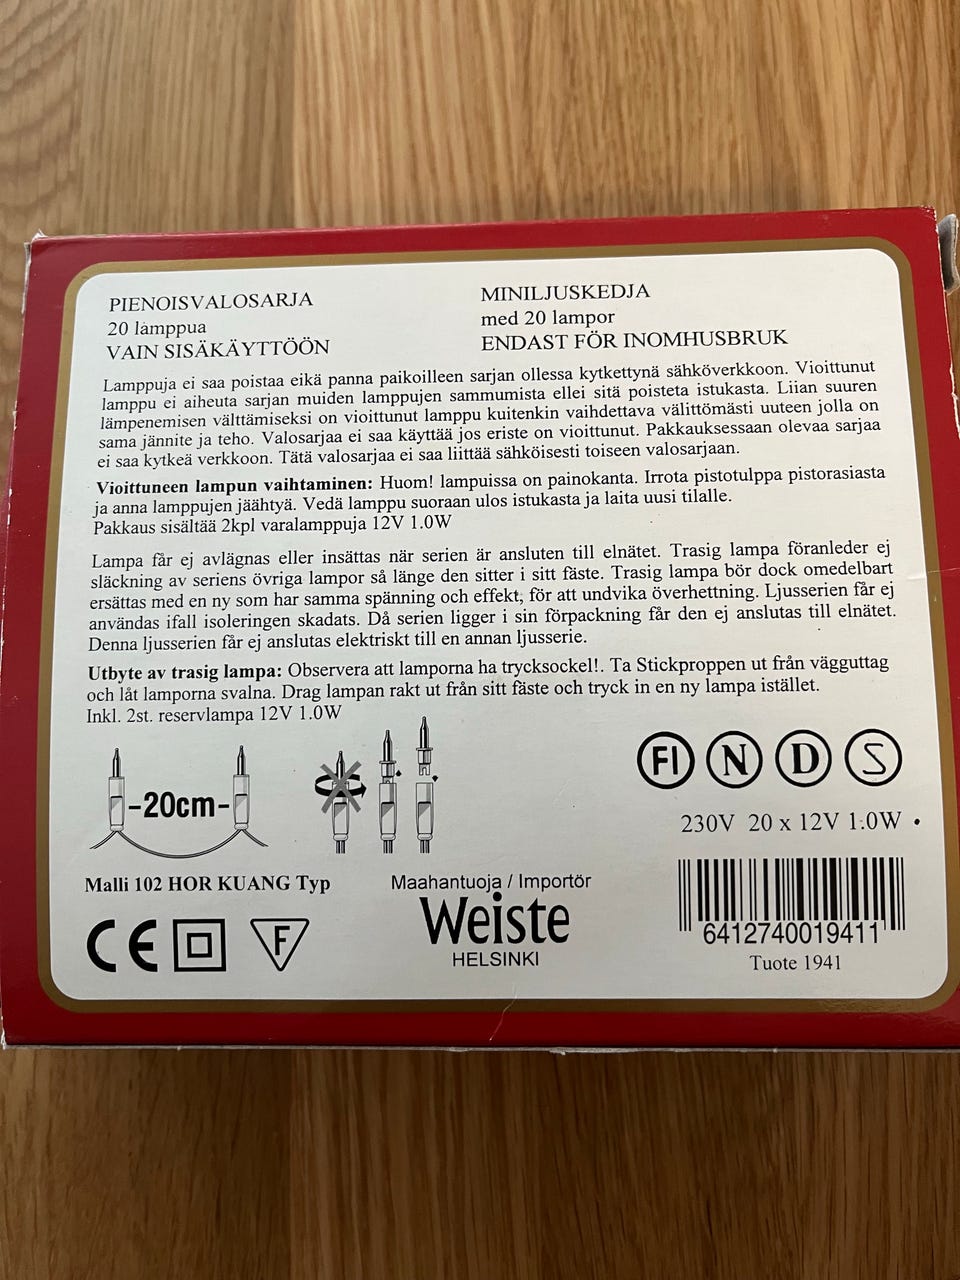 PIENOISVALOSARJA
20 lamppua
VAIN SISÄKÄYTTÖÖN
MINILJUSKEDJA
med 20 lampor
ENDAST FÖR INOMHUSBRUK
Lamppuja ei saa poistaa eikä panna paikoilleen sarjan ollessa kytkettynä sähköverkkoon. Vioittunut
lamppu ei aiheuta sarjan muiden lamppujen sammumista ellei sitä poisteta istukasta. Liian suuren
lämpenemisen välttämiseksi on vioittunut lamppu kuitenkin vaihdettava välittömästi uuteen jolla on
sama jännite ja teho. Valosarjaa ei saa käyttää jos eriste on vioittunut. Pakkauksessaan olevaa sarjaa
ei saa kytkeä verkkoon. Tätä valosarjaa ei saa liittää sähköisesti toiseen valosarjaan.
Vioittuneen lampun vaihtaminen: Huom! lampuissa on painokanta. Irrota pistotulppa pistorasiasta
ja anna lamppujen jäähtyä. Vedä lamppu suoraan ulos istukasta ja laita uusi tilalle.
Pakkaus sisältää 2kpl varalamppuja 12V 1.0W
Lampa får ej avlägnas eller insättas när serien är ansluten till elnätet. Trasig lampa föranleder ej
släckning av seriens övriga lampor så länge den sitter i sitt fäste. Trasig lampa bör dock omedelbart
ersättas med en ny som har samma spänning och effekt, för att undvika överhettning. Ljusserien får ej
användas ifall isoleringen skadats. Då serien ligger i sin förpackning får den ej anslutas till elnätet.
Denna ljusserien får ej anslutas elektriskt till en annan ljusserie.
Utbyte av trasig lampa: Observera att lamporna ha trycksockel!. Ta Stickproppen ut från vägguttag
och låt lamporna svalna. Drag lampan rakt ut från sitt fäste och tryck in en ny lampa istället.
Inkl. 2st. reservlampa 12V 1.0W
-20cm-
FI N D S
230V 20 x 12V 1.0W
Malli 102 HOR KUANG Typ
CE F
Maahantuoja / Importör
Weiste
HELSINKI
6412740019411
Tuote 1941